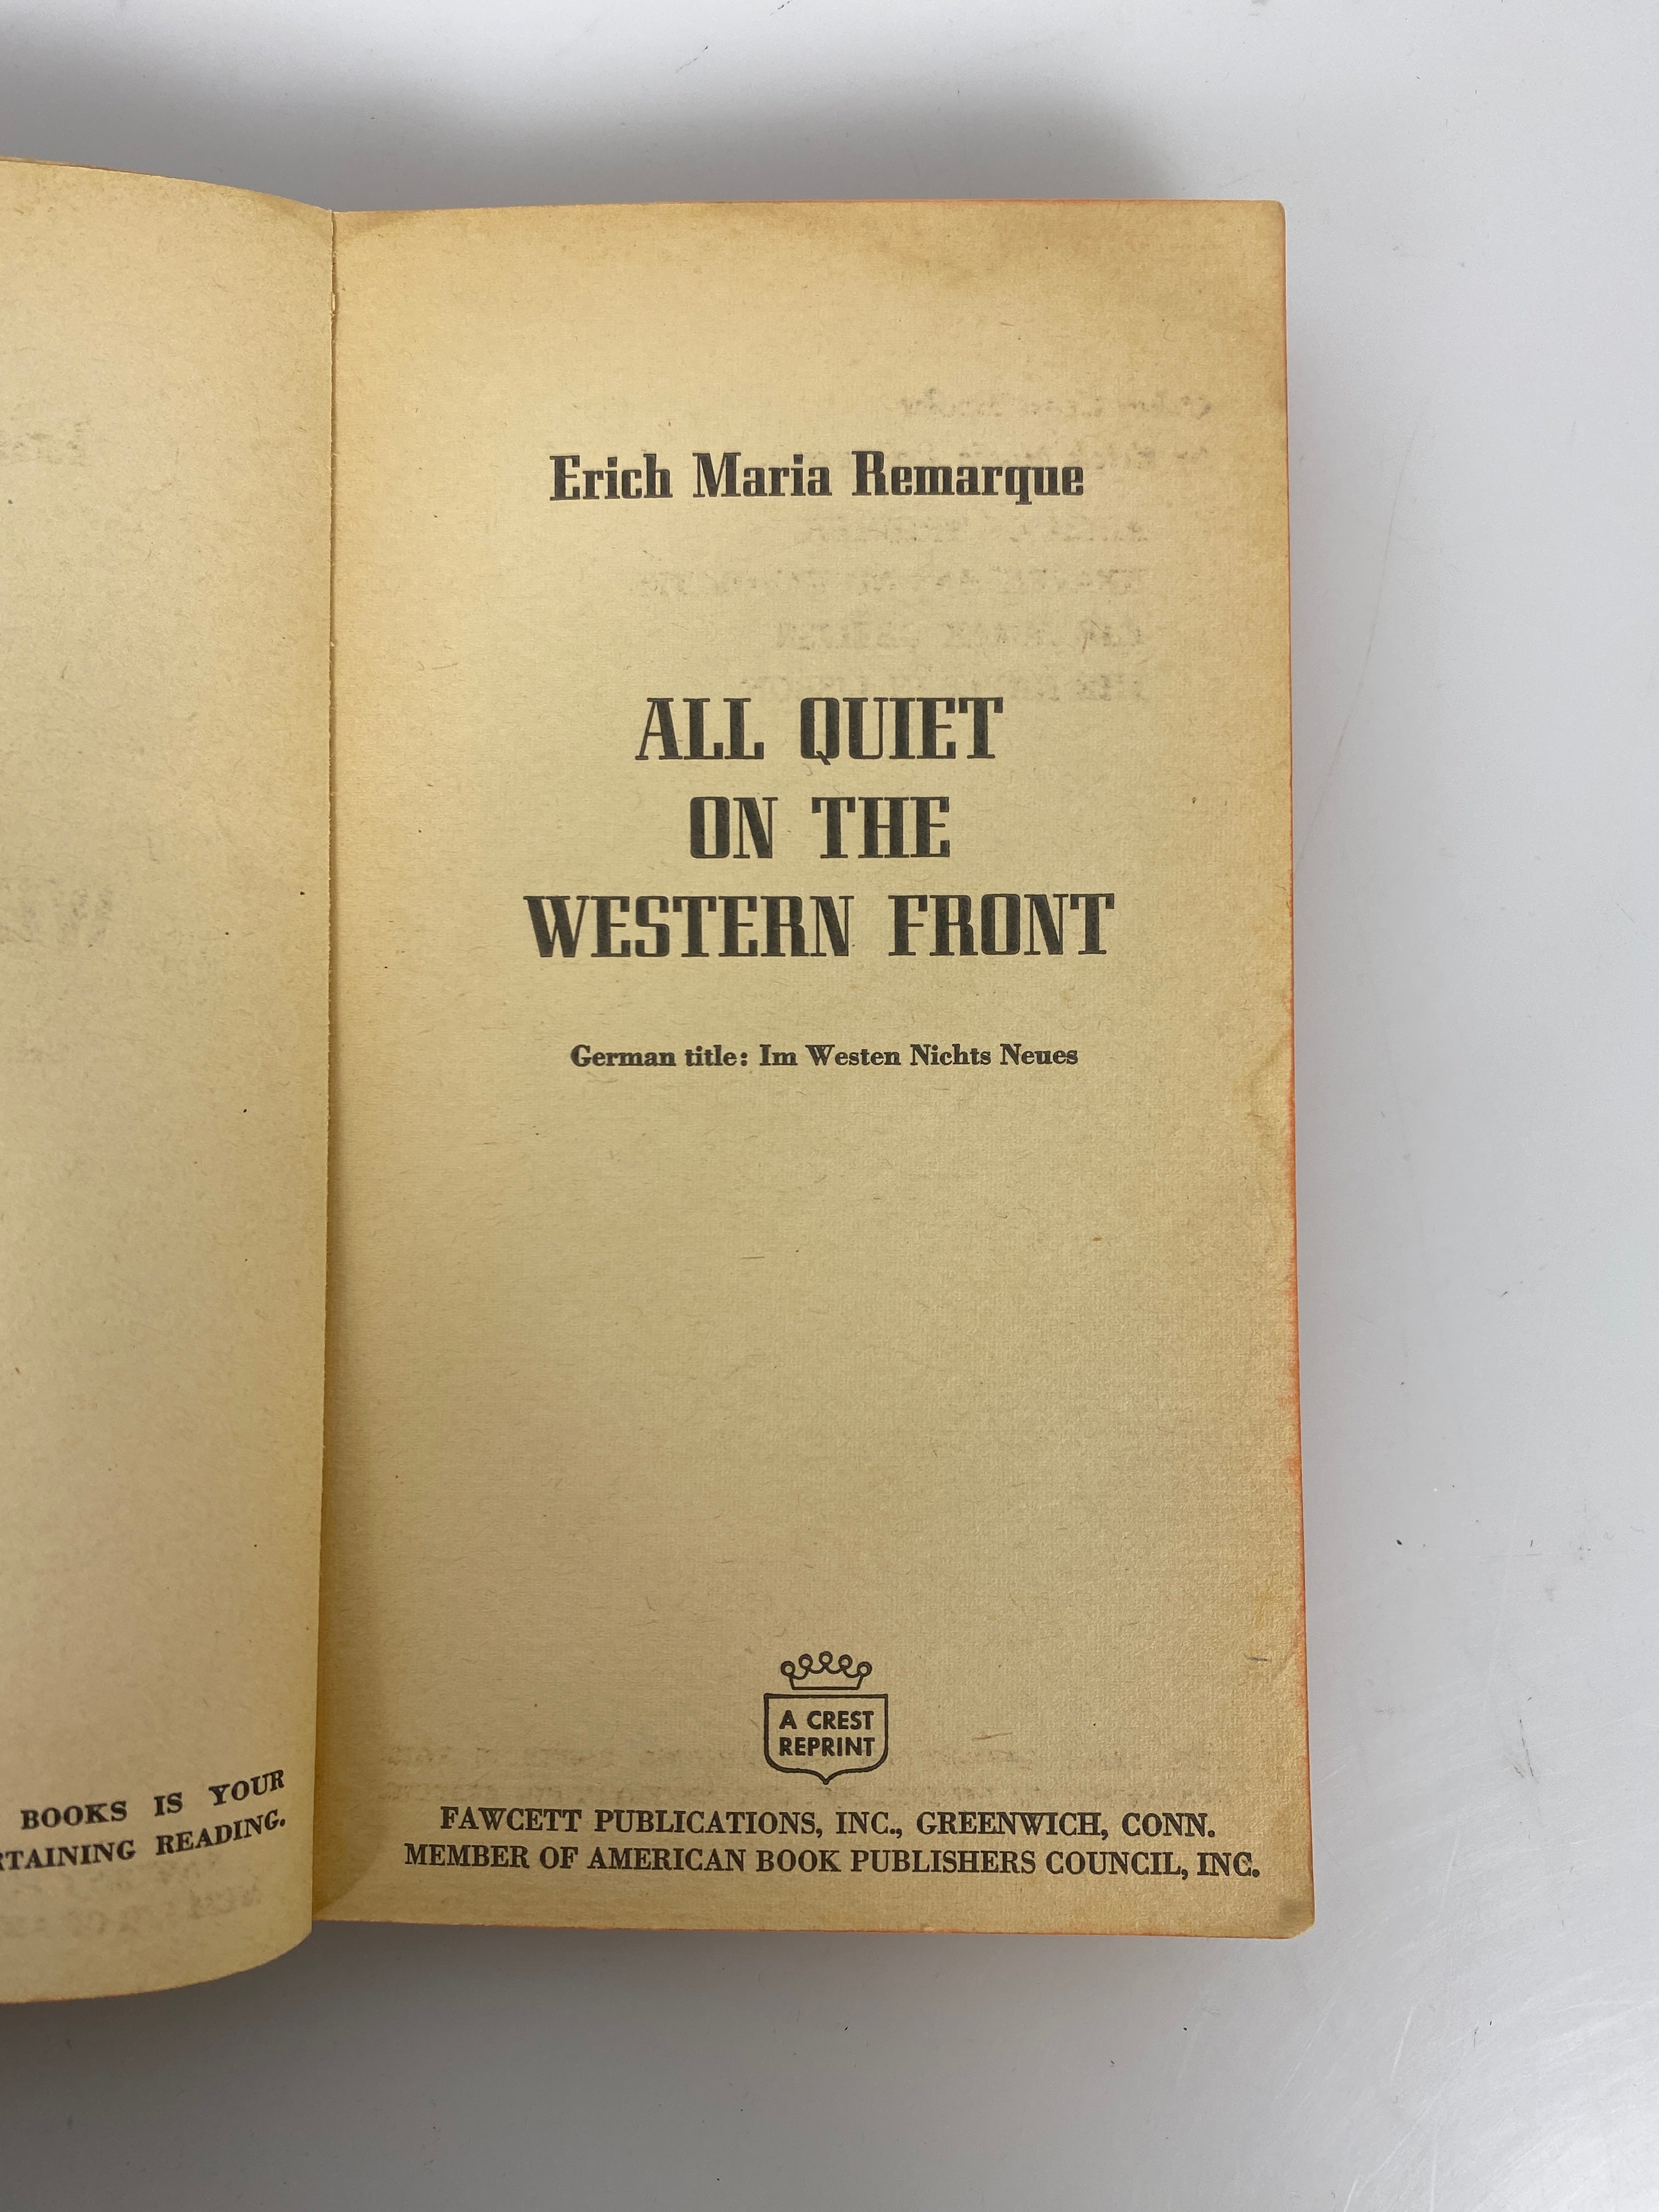 BOOKS IS YOUR
RTAINING READING.
Erich Maria Remarque
ALL QUIET
ON THE
WESTERN FRONT
German title: Im Westen Nichts Neues
A CREST
REPRINT
FAWCETT PUBLICATIONS, INC., GREENWICH, CONN.
MEMBER OF AMERICAN BOOK PUBLISHERS COUNCIL, INC.